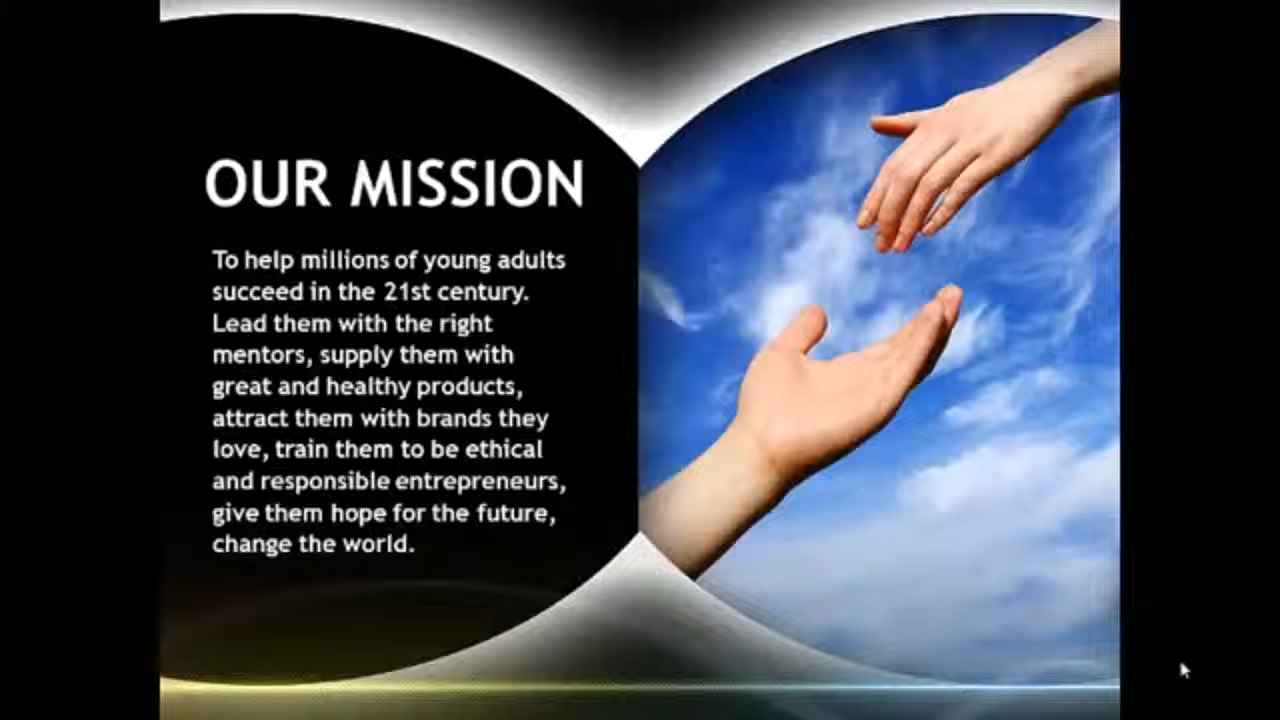 OUR MISSION
To help millions of young adults
succeed in the 21st century.
Lead them with the right
mentors, supply them with
great and healthy products,
attract them with brands they
love, train them to be ethical
and responsible entrepreneurs,
give them hope for the future,
change the world.